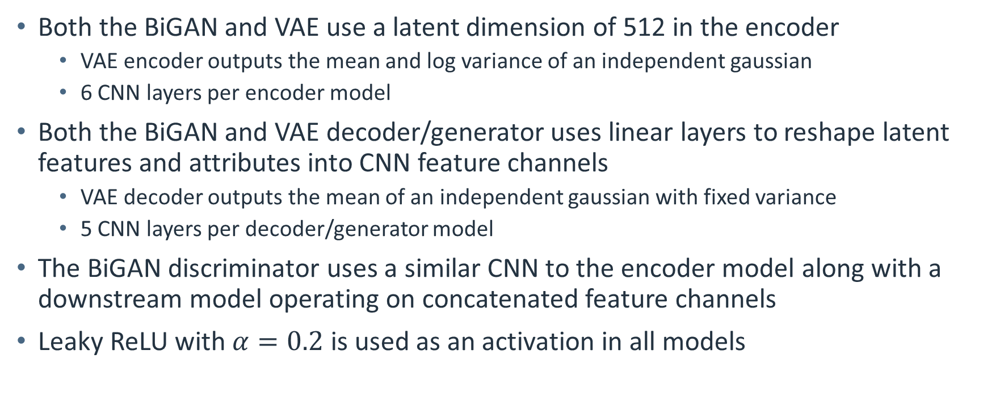 • Both the BiGAN and VAE use a latent dimension of 512 in the encoder
• VAE encoder outputs the mean and log variance of an independent gaussian
• 6 CNN layers per encoder model
• Both the BiGAN and VAE decoder/generator uses linear layers to reshape latent
features and attributes into CNN feature channels
• VAE decoder outputs the mean of an independent gaussian with fixed variance
• 5 CNN layers per decoder/generator model
• The BiGAN discriminator uses a similar CNN to the encoder model along with a
downstream model operating on concatenated feature channels
• Leaky ReLU with α = 0.2 is used as an activation in all models